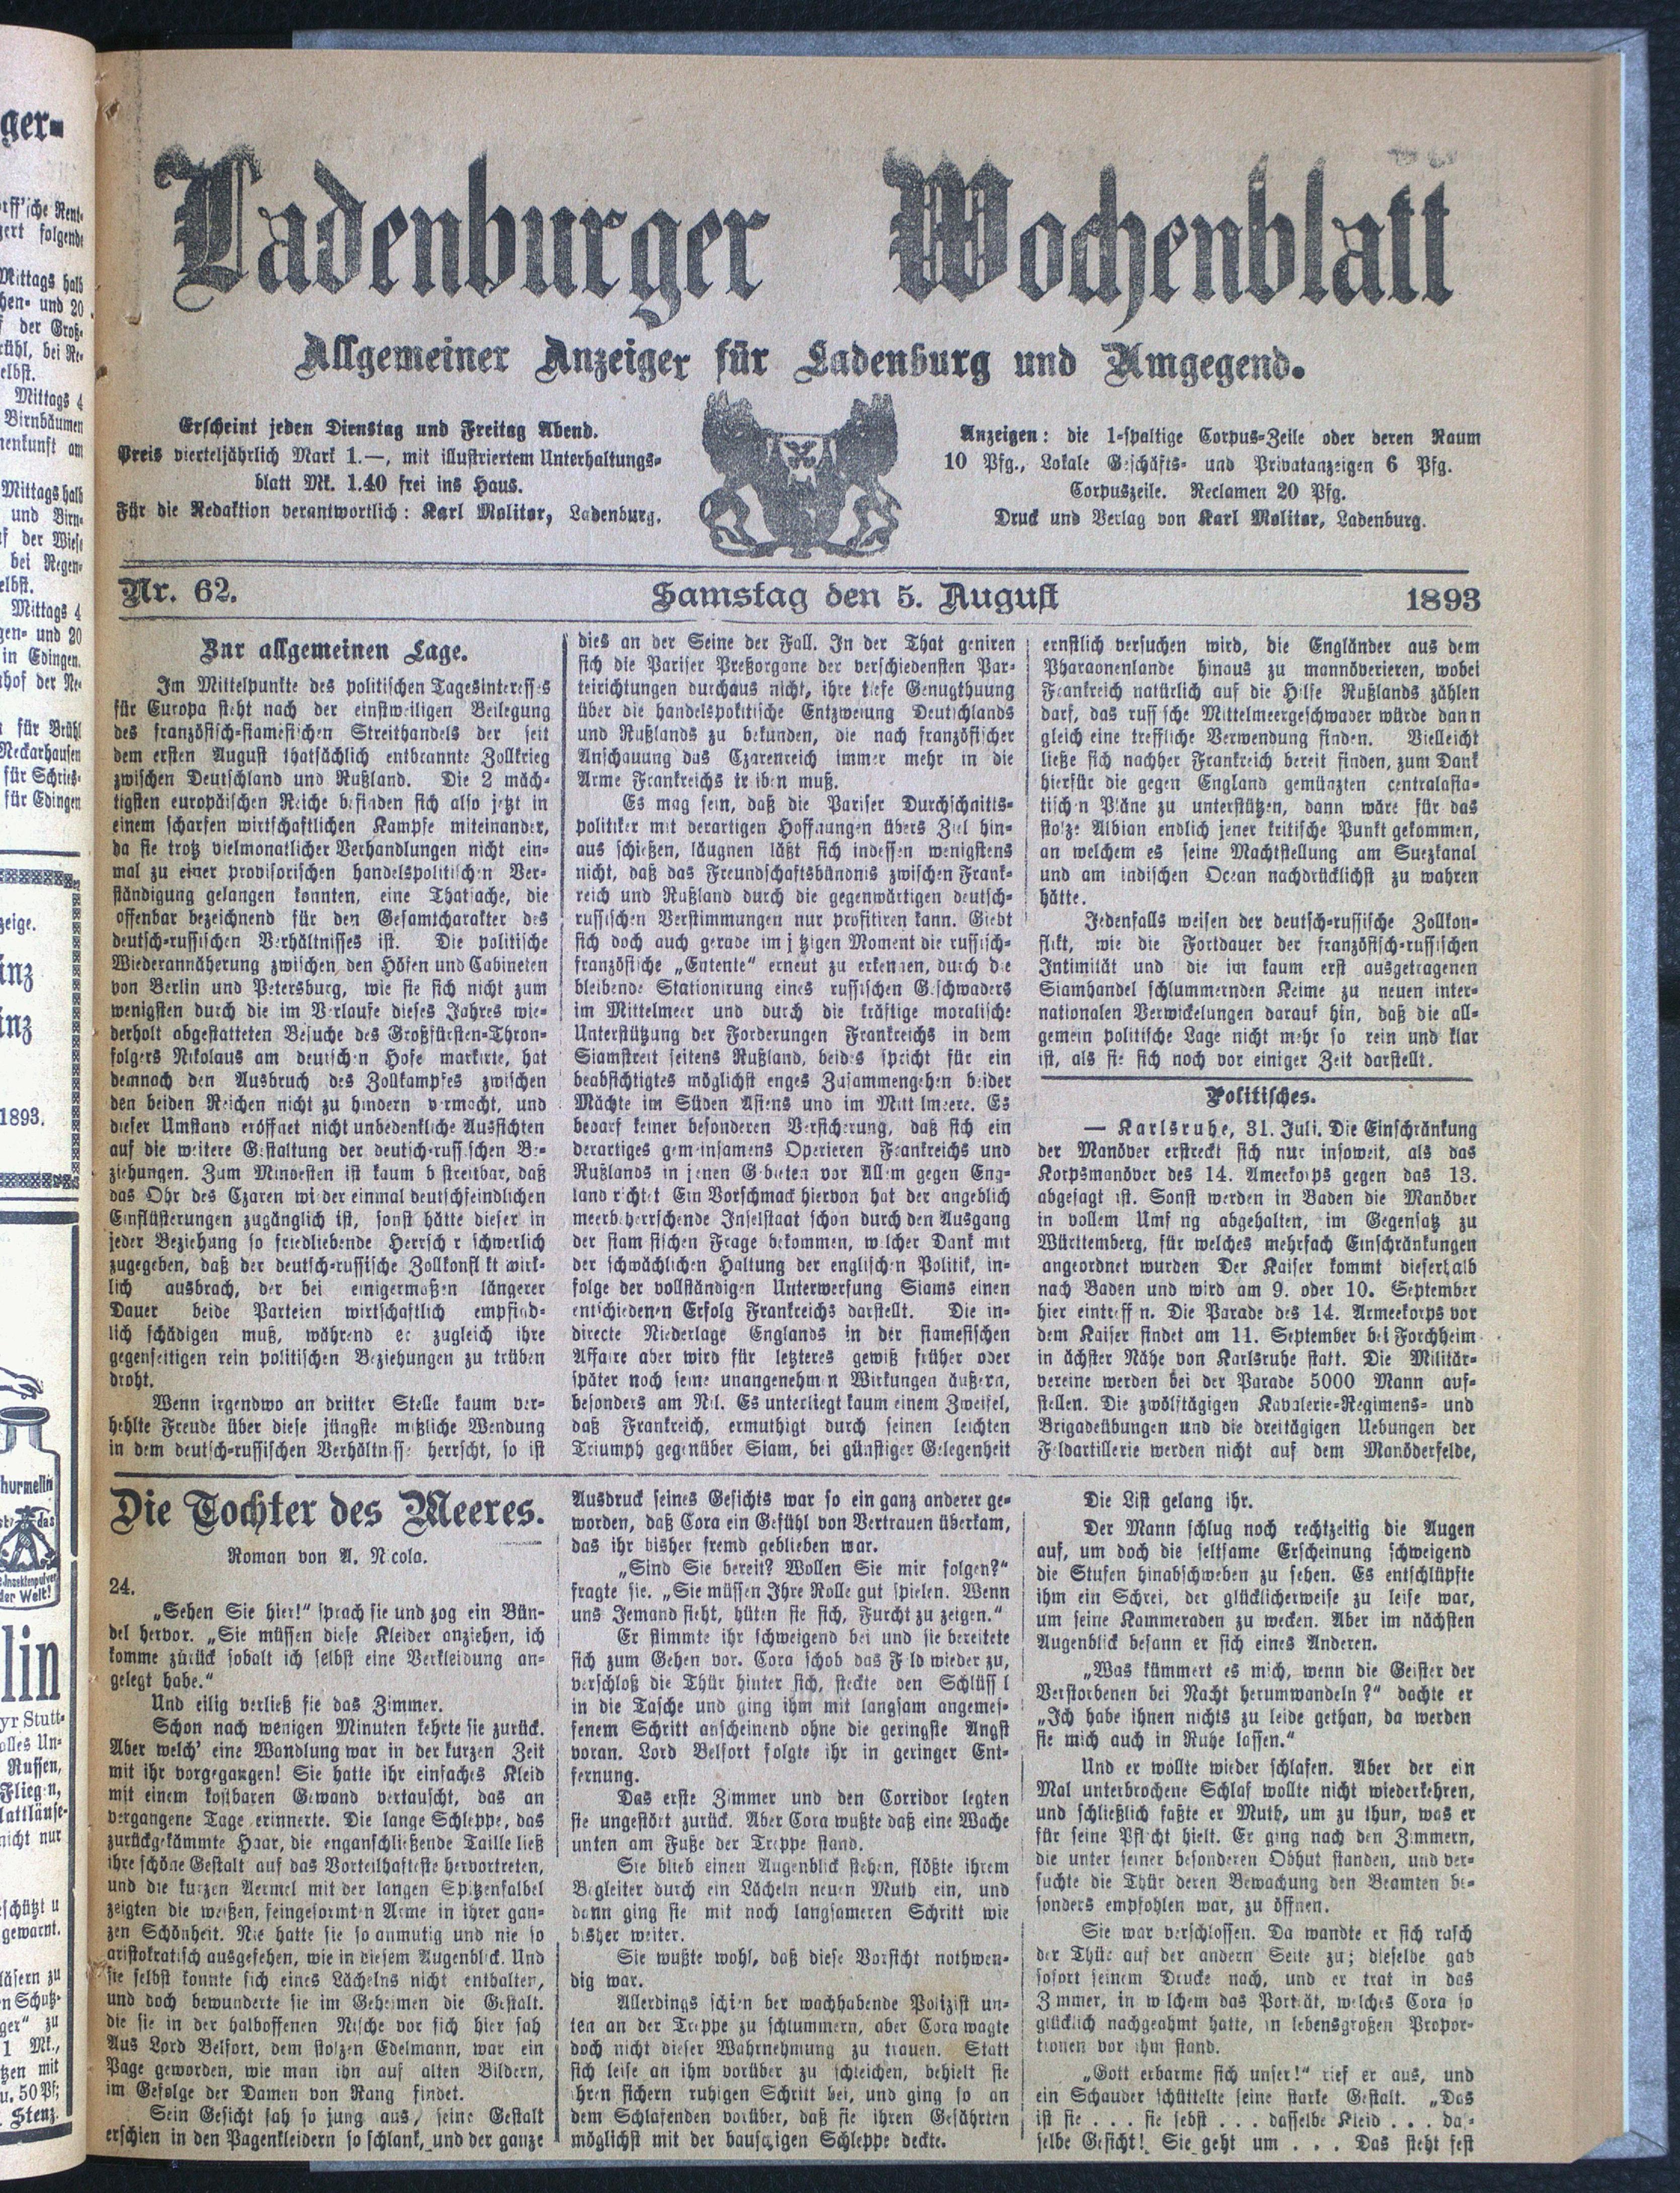 Ladenburger Wochenblatt
Allgemeiner Anzeiger für Ladenburg und Umgegend.
Erscheint jeden Dienstag und Freitag Abend.
Preis vierteljährlich Mark 1.—, mit illustriertem Unterhaltungs-
blatt Mk. 1.40 frei ins Haus.
Für die Redaktion verantwortlich: Karl Molitor, Ladenburg.
Anzeigen: die 1-spaltige Corpus-Zeile oder deren Raum
10 Pfg., Lokale Geschäfts- und Privatanzeigen 6 Pfg.
Corpuszeile. Reclamen 20 Pfg.
Druck und Verlag von Karl Molitor, Ladenburg.
Nr. 62. Samstag den 5. August 1893
Zur allgemeinen Lage.
Im Mittelpunkte des politischen Tagesinteresses
für Europa steht nach der einstweiligen Beilegung
des französisch-siamesischen Streithandels der seit
dem ersten August thatsächlich entbrannte Zollkrieg
zwischen Deutschland und Rußland. Die 2 mäch-
tigsten europäischen Reiche befinden sich also jetzt in
einem scharfen wirtschaftlichen Kampfe miteinander,
da sie trotz vielmonatlicher Verhandlungen nicht ein-
mal zu einer provisorischen handelspolitischen Ver-
ständigung gelangen konnten, eine Thatsache, die
offenbar bezeichnend für den Gesamtcharakter des
deutsch-russischen Verhältnisses ist. Die politische
Wiederannäherung zwischen den Höfen und Cabineten
von Berlin und Petersburg, wie sie sich nicht zum
wenigsten durch die im Verlaufe dieses Jahres wie-
derholt abgestatteten Besuche des Großfürsten-Thron-
folgers Nikolaus am deutschen Hofe markirte, hat
demnach den Ausbruch des Zollkampfes zwischen
den beiden Reichen nicht zu hindern vermocht, und
dieser Umstand eröffnet nicht unbedenkliche Aussichten
auf die weitere Gestaltung der deutsch-russischen Be-
ziehungen. Zum Mindesten ist kaum bestreitbar, daß
das Ohr des Czaren wieder einmal deutschfeindlichen
Einflüsterungen zugänglich ist, sonst hätte dieser in
jeder Beziehung so friedliebende Herrscher schwerlich
zugegeben, daß der deutsch-russische Zollkonflikt wirk-
lich ausbrach, der bei einigermaßen längerer
Dauer beide Parteien wirtschaftlich empfind-
lich schädigen muß, während er zugleich ihre
gegenseitigen rein politischen Beziehungen zu trüben
droht.
Wenn irgendwo an dritter Stelle kaum ver-
hehlte Freude über diese jüngste mißliche Wendung
in dem deutsch-russischen Verhältnisse herrscht, so ist
dies an der Seine der Fall. In der That geniren
sich die Pariser Preßorgane der verschiedensten Par-
teirichtungen durchaus nicht, ihre tiefe Genugthuung
über die handelspolitische Entzweiung Deutschlands
und Rußlands zu bekunden, die nach französischer
Anschauung das Czarenreich immer mehr in die
Arme Frankreichs treiben muß.
Es mag sein, daß die Pariser Durchschnitts-
politiker mit derartigen Hoffnungen übers Ziel hin-
aus schießen, läugnen läßt sich indessen wenigstens
nicht, daß das Freundschaftsbündnis zwischen Frank-
reich und Rußland durch die gegenwärtigen deutsch-
russischen Verstimmungen nur profitiren kann. Giebt
sich doch auch gerade im jetzigen Moment die russisch-
französische „Entente“ erneut zu erkennen, durch die
bleibende Stationirung eines russischen Geschwaders
im Mittelmeer und durch die kräftige moralische
Unterstützung der Forderungen Frankreichs in dem
Siamstreit seitens Rußland, beides spricht für ein
beabsichtigtes möglichst enges Zusammengehen beider
Mächte im Süden Asiens und im Mittelmeere. Es
bedarf keiner besonderen Versicherung, daß sich ein
derartiges gemeinsamens Operieren Frankreichs und
Rußlands in jenen Gebieten vor Allem gegen Eng-
land richtet Ein Vorschmack hiervon hat der angeblich
meerbeherrschende Inselstaat schon durch den Ausgang
der siamesischen Frage bekommen, welcher Dank mit
der schwächlichen Haltung der englischen Politik, in-
folge der vollständigen Unterwerfung Siams einen
entschiedenen Erfolg Frankreichs darstellt. Die in-
directe Niederlage Englands in der siamesischen
Affaire aber wird für letzteres gewiß früher oder
später noch seine unangenehmen Wirkungen äußern,
besonders am Nil. Es unterliegt kaum einem Zweifel,
daß Frankreich, ermuthigt durch seinen leichten
Triumph gegenüber Siam, bei günstiger Gelegenheit
ernstlich versuchen wird, die Engländer aus dem
Pharaonenlande hinaus zu mannöverieren, wobei
Frankreich natürlich auf die Hilfe Rußlands zählen
darf, das russische Mittelmeergeschwader würde dann
gleich eine treffliche Verwendung finden. Vielleicht
ließe sich nachher Frankreich bereit finden, zum Dank
hierfür die gegen England gemünzten centralasia-
tischen Pläne zu unterstützen, dann wäre für das
stolze Albian endlich jener kritische Punkt gekommen,
an welchem es seine Machtstellung am Suezkanal
und am indischen Ocean nachdrücklichst zu wahren
hätte.
Jedenfalls weisen der deutsch-russische Zollkon-
flikt, wie die Fortdauer der französisch-russischen
Intimität und die im kaum erst ausgetragenen
Siamhandel schlummernden Keime zu neuen inter-
nationalen Verwickelungen darauf hin, daß die all-
gemein politische Lage nicht mehr so rein und klar
ist, als sie sich noch vor einiger Zeit darstellt.
Politisches.
— Karlsruhe, 31. Juli. Die Einschränkung
der Manöver erstreckt sich nur insoweit, als das
Korpsmanöver des 14. Ameekorps gegen das 13.
abgesagt ist. Sonst werden in Baden die Manöver
in vollem Umfang abgehalten, im Gegensatz zu
Württemberg, für welches mehrfach Einschränkungen
angeordnet wurden Der Kaiser kommt dieserhalb
nach Baden und wird am 9. oder 10. September
hier eintreffen. Die Parade des 14. Armeekorps vor
dem Kaiser findet am 11. September bei Forchheim
in ächster Nähe von Karlsruhe statt. Die Militär-
vereine werden bei der Parade 5000 Mann auf-
stellen. Die zwölftägigen Kavalerie-Regimens- und
Brigadeübungen und die dreitägigen Uebungen der
Feldartillerie werden nicht auf dem Manöderfelde,
Die Tochter des Meeres.
Roman von A. Nicola.
24.
„Sehen Sie hier!“ sprach sie und zog ein Bün-
del hervor. „Sie müssen diese Kleider anziehen, ich
komme zurück sobalt ich selbst eine Verkleidung an-
gelegt habe.“
Und eilig verließ sie das Zimmer.
Schon nach wenigen Minuten kehrte sie zurück.
Aber welch’ eine Wandlung war in der kurzen Zeit
mit ihr vorgegangen! Sie hatte ihr einfaches Kleid
mit einem kostbaren Gewand vertauscht, das an
vergangene Tage erinnerte. Die lange Schleppe, das
zurückgekämmte Haar, die enganschließende Taille ließ
ihre schöne Gestalt auf das Vorteilhafteste hervortreten,
und die kurzen Aermel mit der langen Spitzenfalbel
zeigten die weißen, feingeformten Arme in ihrer gan-
zen Schönheit. Nie hatte sie so anmutig und nie so
aristokratisch ausgesehen, wie in diesem Augenblick. Und
sie selbst konnte sich eines Lächelns nicht enthalten,
und doch bewunderte sie im Geheimen die Gestalt.
die sie in der halboffenen Nische vor sich hier sah
Aus Lord Belfort, dem stolzen Edelmann, war ein
Page geworden, wie man ihn auf alten Bildern,
im Gefolge der Damen von Rang findet.
Sein Gesicht sah so jung aus, seine Gestalt
erschien in den Pagenkleidern so schlank, und der ganze
Ausdruck seines Gesichts war so ein ganz anderer ge-
worden, daß Cora ein Gefühl von Vertrauen überkam,
das ihr bisher fremd geblieben war.
„Sind Sie bereit? Wollen Sie mir folgen?“
fragte sie. „Sie müssen Ihre Rolle gut spielen. Wenn
uns Jemand sieht, hüten sie sich, Furcht zu zeigen.“
Er stimmte ihr schweigend bei und sie bereitete
sich zum Gehen vor. Cora schob das Feld wieder zu,
verschloß die Thür hinter sich, steckte den Schlüssel
in die Tasche und ging ihm mit langsam angemes-
senem Schritt anscheinend ohne die geringste Angst
voran. Lord Belfort folgte ihr in geringer Ent-
fernung.
Das erste Zimmer und den Corridor legten
sie ungestört zurück. Aber Cora wußte daß eine Wache
unten am Fuße der Treppe stand.
Sie blieb einen Augenblick stehen, flößte ihrem
Begleiter durch ein Lächeln neuen Muth ein, und
dann ging sie mit noch langsameren Schritt wie
bisher weiter.
Sie wußte wohl, daß diese Vorsicht nothwen-
dig war.
Allerdings schien ber wachhabende Polizist un-
ten an der Treppe zu schlummern, aber Cora wagte
doch nicht dieser Wahrnehmung zu trauen. Statt
sich leise an ihm vorüber zu schleichen, behielt sie
ihren sichern ruhigen Schritt bei, und ging so an
dem Schlafenden vorüber, daß sie ihren Gefährten
möglichst mit der bauschigen Schleppe deckte.
Die List gelang ihr.
Der Mann schlug noch rechtzeitig die Augen
auf, um doch die seltsame Erscheinung schweigend
die Stufen hinabschweben zu sehen. Es entschlüpfte
ihm ein Schrei, der glücklicherweise zu leise war,
um seine Kammeraden zu wecken. Aber im nächsten
Augenblick besann er sich eines Anderen.
„Was kümmert es mich, wenn die Geister der
Verstorbenen bei Nacht herumwandeln?“ dachte er
„Ich habe ihnen nichts zu leide gethan, da werden
sie mich auch in Ruhe lassen.“
Und er wollte wieder schlafen. Aber der ein
Mal unterbrochene Schlaf wollte nicht wiederkehren,
und schließlich faßte er Muth, um zu thun, was er
für seine Pflicht hielt. Er ging nach den Zimmern,
die unter seiner besonderen Obhut standen, und ver-
suchte die Thür deren Bewachung den Beamten be-
sonders empfohlen war, zu öffnen.
Sie war verschlossen. Da wandte er sich rasch
der Thür auf der andern Seite zu; dieselbe gab
sofort seinem Drucke nach, und er trat in das
Zimmer, in welchem das Porträt, welches Cora so
glücklich nachgeahmt hatte, in lebensgroßen Propor-
tionen vor ihm stand.
„Gott erbarme sich unser!“ rief er aus, und
ein Schauder schüttelte seine starke Gestalt. „Das
ist sie . . . sie sebst . . . dasselbe Kleid . . . da-
selbe Gesicht! Sie geht um . . . Das steht fest